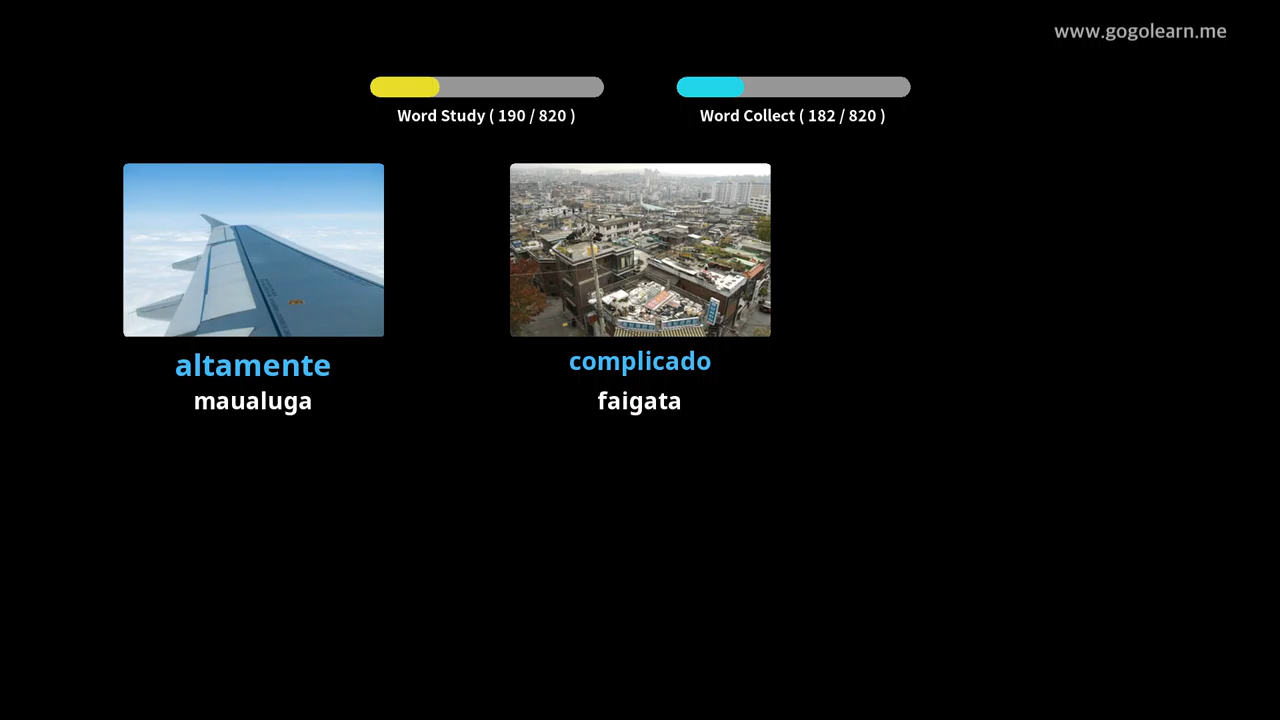 www.gogolearn.me
Word Study ( 190 / 820 )
Word Collect ( 182 / 820 )
altamente
maualuga
complicado
faigata